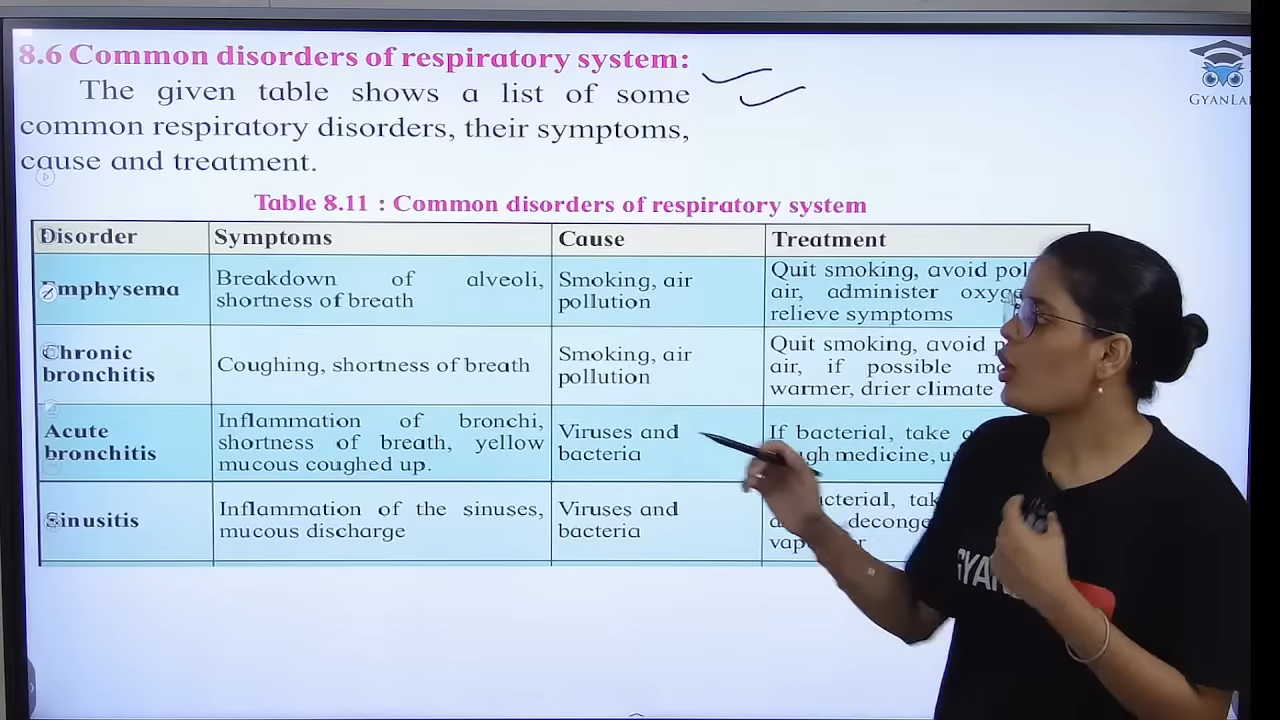 8.6 Common disorders of respiratory system:
The given table shows a list of some
common respiratory disorders, their symptoms,
cause and treatment.
Table 8.11 : Common disorders of respiratory system
Disorder Symptoms Cause Treatment
Emphysema
Breakdown of alveoli,
shortness of breath
Smoking, air
pollution
Quit smoking, avoid
air, administer
relieve symptoms
Chronic
bronchitis
Coughing, shortness of breath
Smoking, air
pollution
Quit smoking, avoid
air, if possible
warmer, drier climate
Acute
bronchitis
Inflammation of bronchi,
shortness of breath, yellow
mucous coughed up.
Viruses and
bacteria
If bacterial, take
medicine,
Sinusitis
Inflammation of the sinuses,
mucous discharge
Viruses and
bacteria